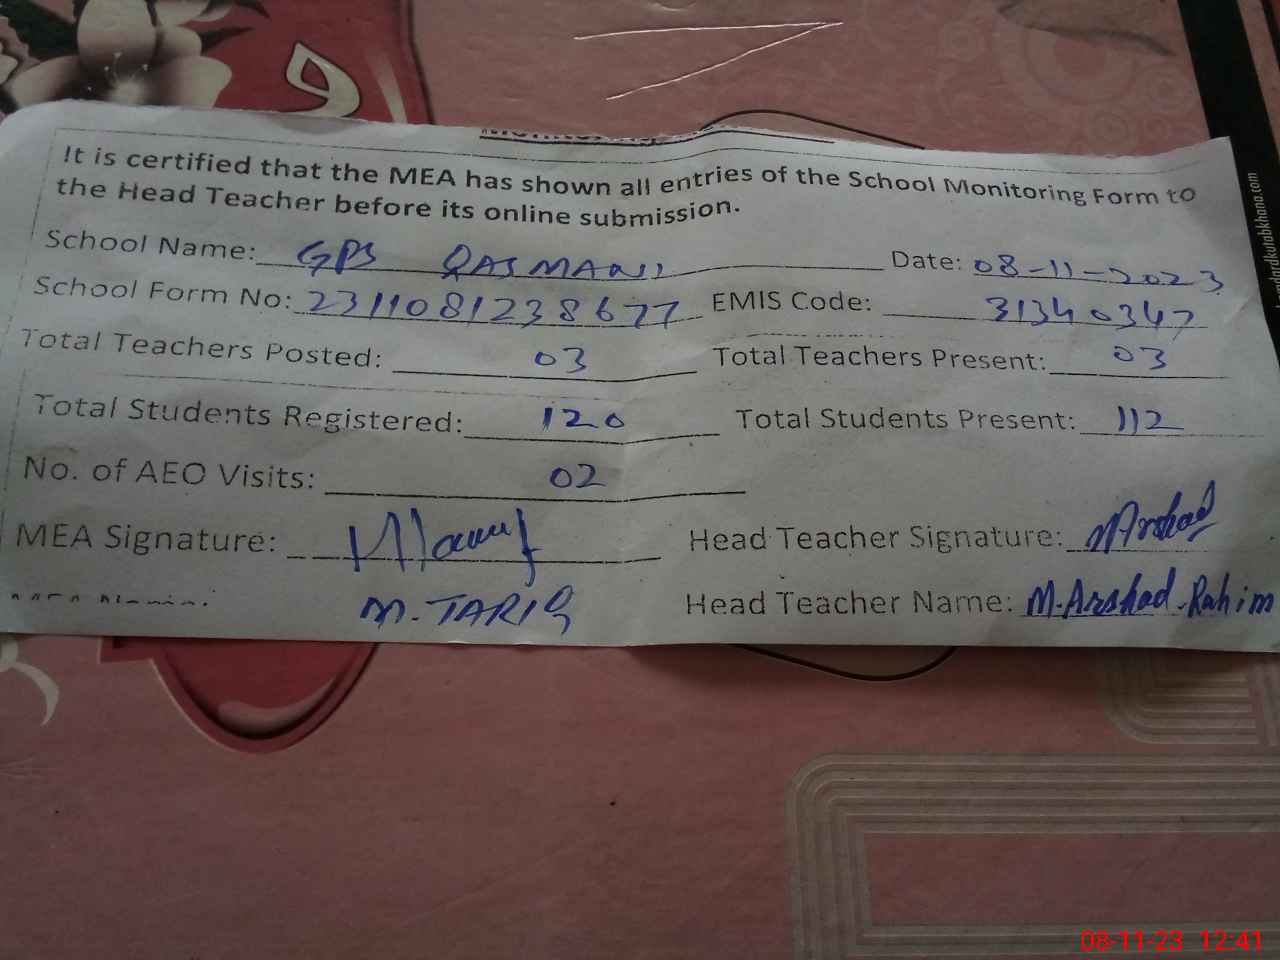 It is certified that the MEA has shown all entries of the School Monitoring Form to
the Head Teacher before its online submission.
School Name: GPS QASMANI Date: 08-11-2023
School Form No: 2311081238677 EMIS Code: 31340347
Total Teachers Posted: 03 Total Teachers Present: 03
Total Students Registered: 120 Total Students Present: 112
No. of AEO Visits: 02
MEA Signature: Head Teacher Signature: M Arshad
M. TARIQ Head Teacher Name: M. Arshad Rahim
08-11-23 12:41